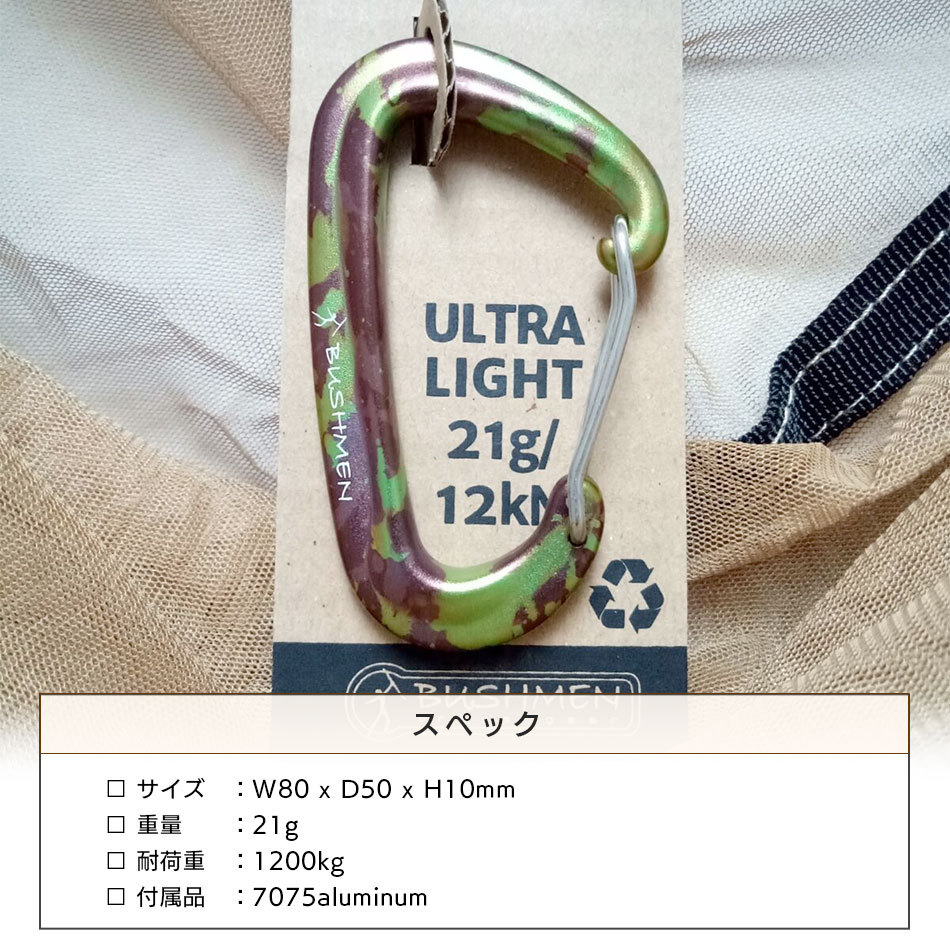 BUSHMEN
ULTRA
LIGHT
21g/
12kN
BUSHMEN
スペック
□ サイズ ：W80 x D50 x H10mm
□ 重量 ：21g
□ 耐荷重 ：1200kg
□ 付属品 ：7075aluminum